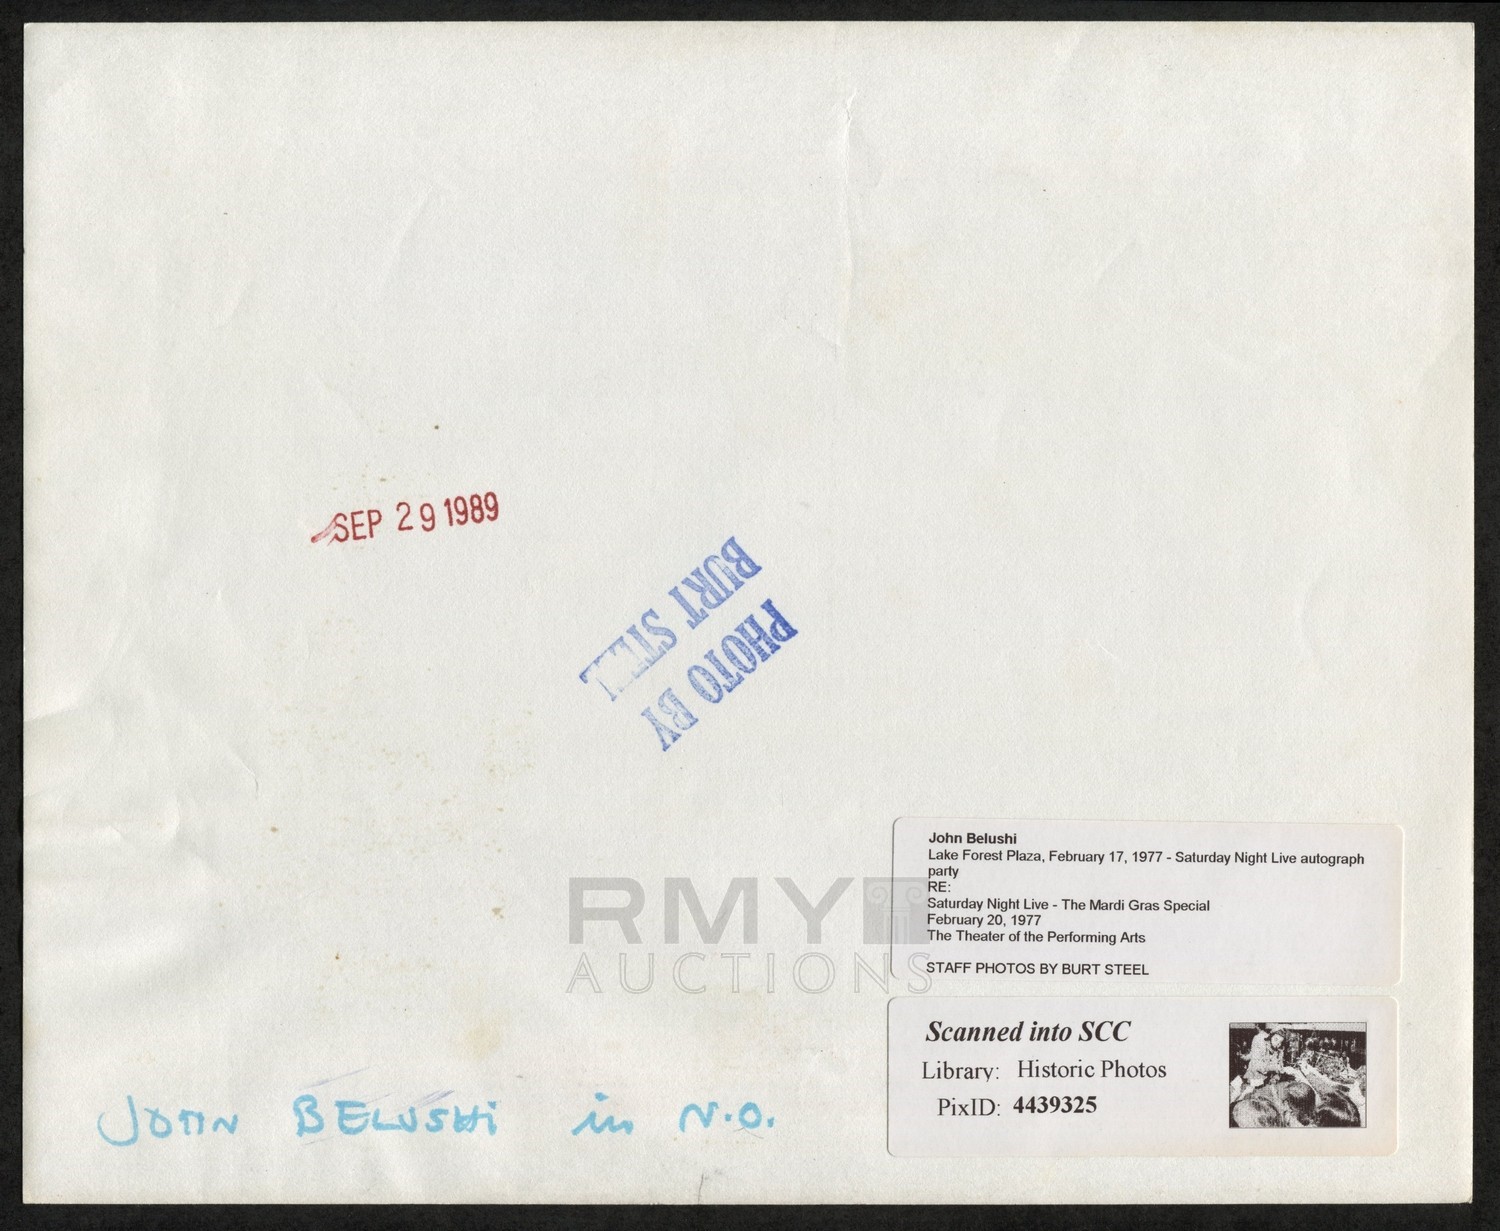 SEP 29 1989
PHOTO BY
BURT STEEL
John Belushi
Lake Forest Plaza, February 17, 1977 - Saturday Night Live autograph
party
RE:
Saturday Night Live - The Mardi Gras Special
February 20, 1977
The Theater of the Performing Arts
STAFF PHOTOS BY BURT STEEL
RMY
AUCTIONS
Scanned into SCC
Library: Historic Photos
PixID: 4439325
JOHN BELUSHi in N.O.